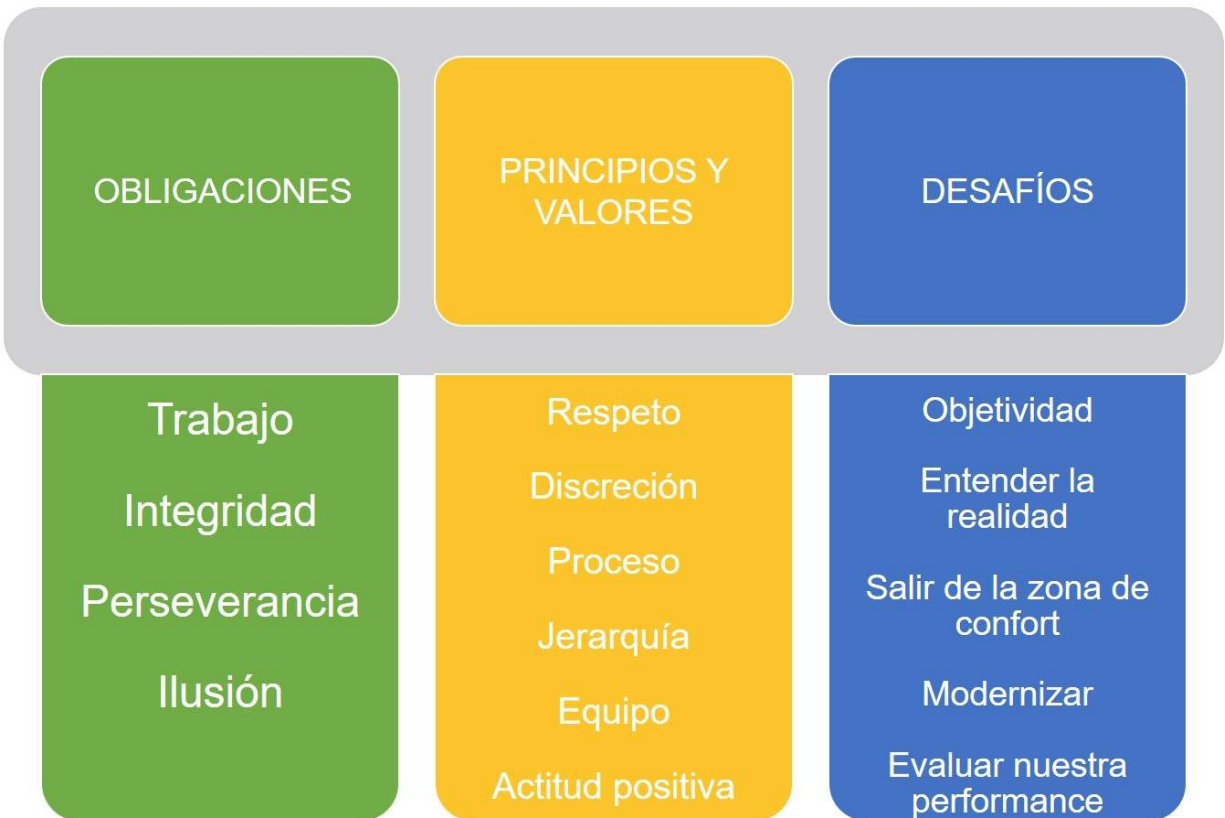 OBLIGACIONES
Trabajo
Integridad
Perseverancia
Ilusión
PRINCIPIOS Y
VALORES
Respeto
Discreción
Proceso
Jerarquía
Equipo
Actitud positiva
DESAFÍOS
Objetividad
Entender la
realidad
Salir de la zona de
confort
Modernizar
Evaluar nuestra
performance